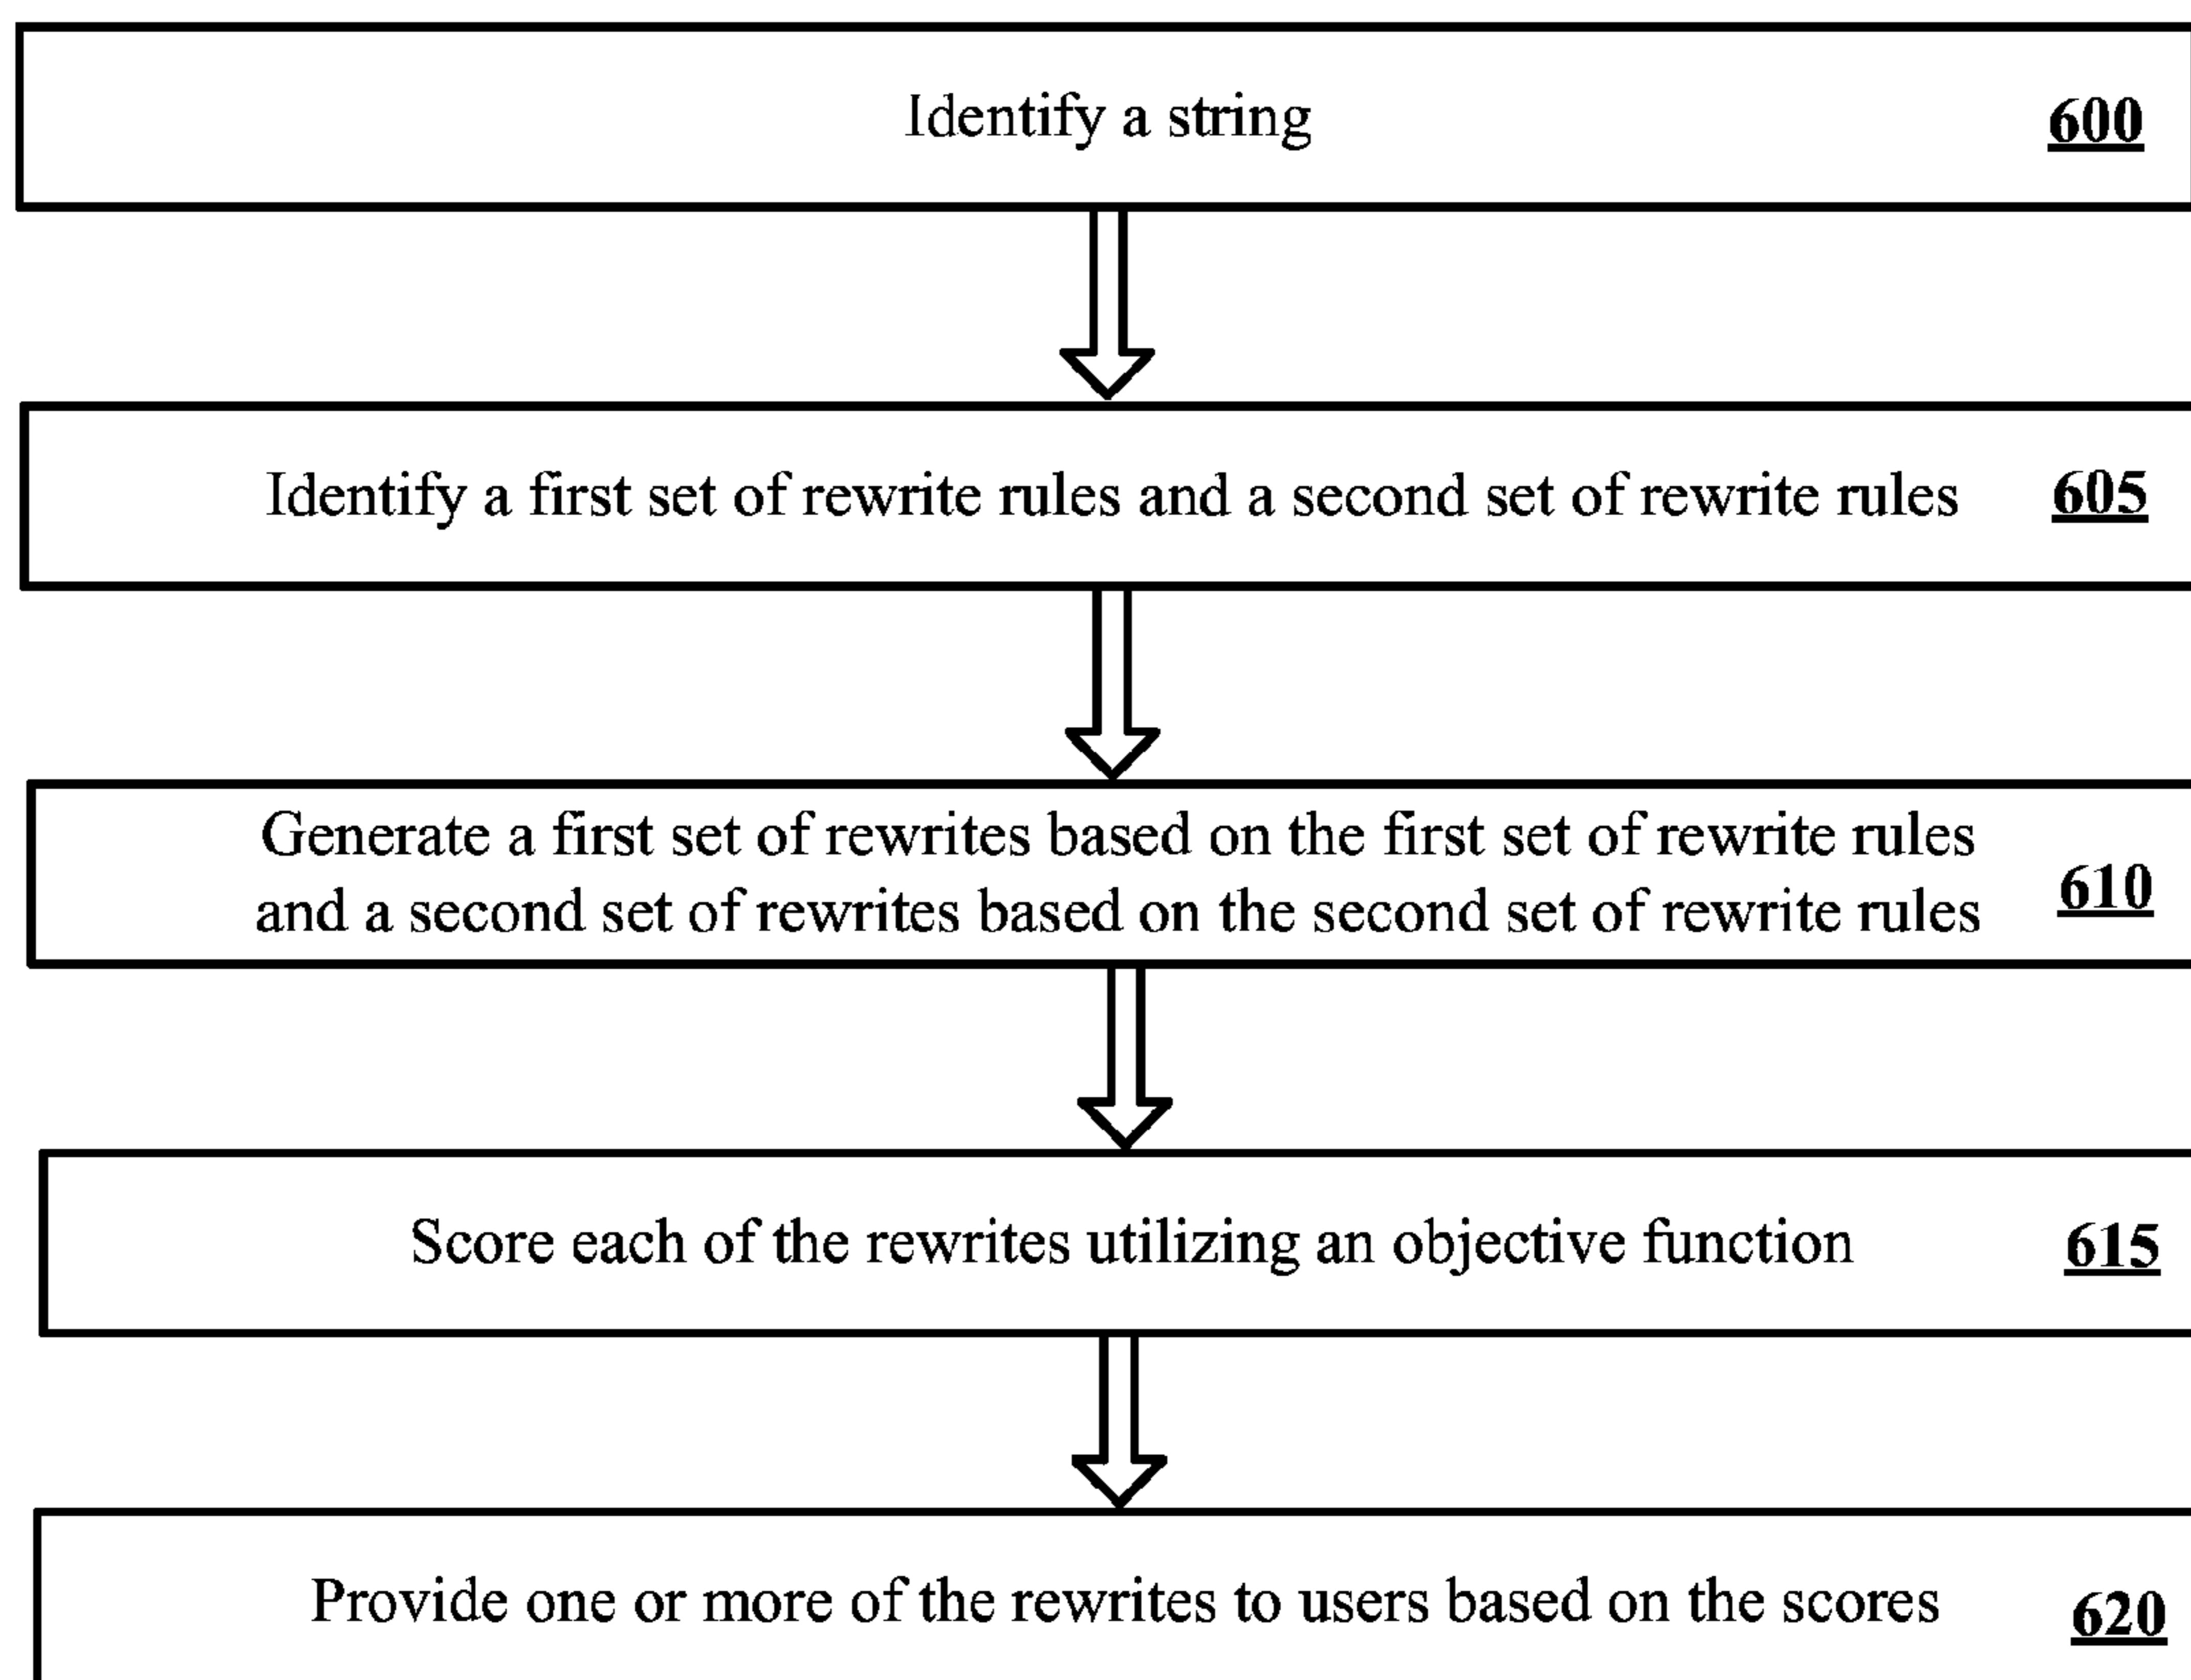 Identify a string 600
Identify a first set of rewrite rules and a second set of rewrite rules 605
Generate a first set of rewrites based on the first set of rewrite rules
and a second set of rewrites based on the second set of rewrite rules 610
Score each of the rewrites utilizing an objective function 615
Provide one or more of the rewrites to users based on the scores 620